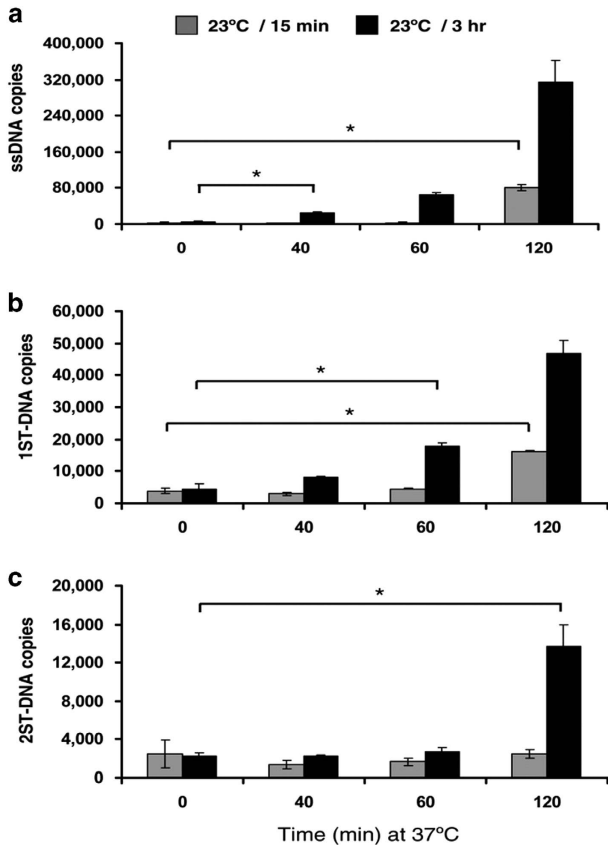 a
23ºC / 15 min 23ºC / 3 hr
ssDNA copies
400,000
320,000
240,000
160,000
80,000
0
*
*
0 40 60 120
b
1ST-DNA copies
60,000
50,000
40,000
30,000
20,000
10,000
0
*
*
0 40 60 120
c
2ST-DNA copies
20,000
16,000
12,000
8,000
4,000
0
*
0 40 60 120
Time (min) at 37ºC